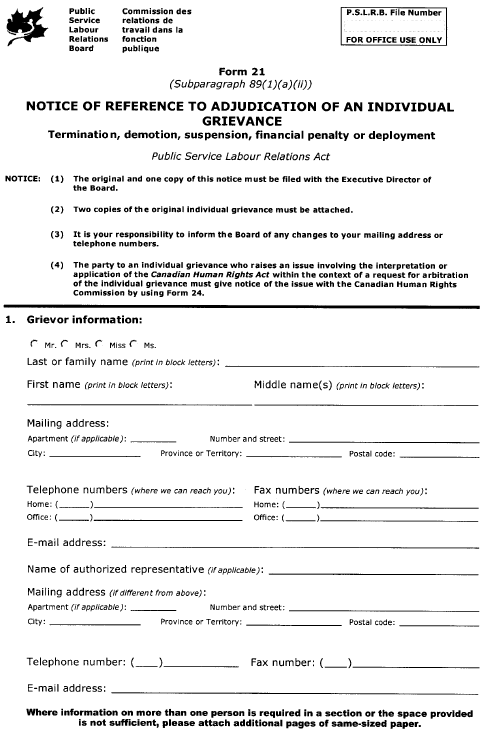 Public Commission des
Service relations de
Labour travail dans la
Relations fonction
Board publique
P.S.L.R.B. File Number
FOR OFFICE USE ONLY
Form 21
(Subparagraph 89(1)(a)(ii))
NOTICE OF REFERENCE TO ADJUDICATION OF AN INDIVIDUAL
GRIEVANCE
Termination, demotion, suspension, financial penalty or deployment
Public Service Labour Relations Act
NOTICE: (1) The original and one copy of this notice must be filed with the Executive Director of
the Board.
(2) Two copies of the original individual grievance must be attached.
(3) It is your responsibility to inform the Board of any changes to your mailing address or
telephone numbers.
(4) The party to an individual grievance who raises an issue involving the interpretation or
application of the Canadian Human Rights Act within the context of a request for arbitration
of the individual grievance must give notice of the issue with the Canadian Human Rights
Commission by using Form 24.
1. Grievor information:
Mr. Mrs. Miss Ms.
Last or family name (print in block letters):
First name (print in block letters): Middle name(s) (print in block letters):
Mailing address:
Apartment (if applicable): Number and street:
City: Province or Territory: Postal code:
Telephone numbers (where we can reach you): Fax numbers (where we can reach you):
Home: ( ) Home: ( )
Office: ( ) Office: ( )
E-mail address:
Name of authorized representative (if applicable):
Mailing address (if different from above):
Apartment (if applicable): Number and street:
City: Province or Territory: Postal code:
Telephone number: ( ) Fax number: ( )
E-mail address:
Where information on more than one person is required in a section or the space provided
is not sufficient, please attach additional pages of same-sized paper.